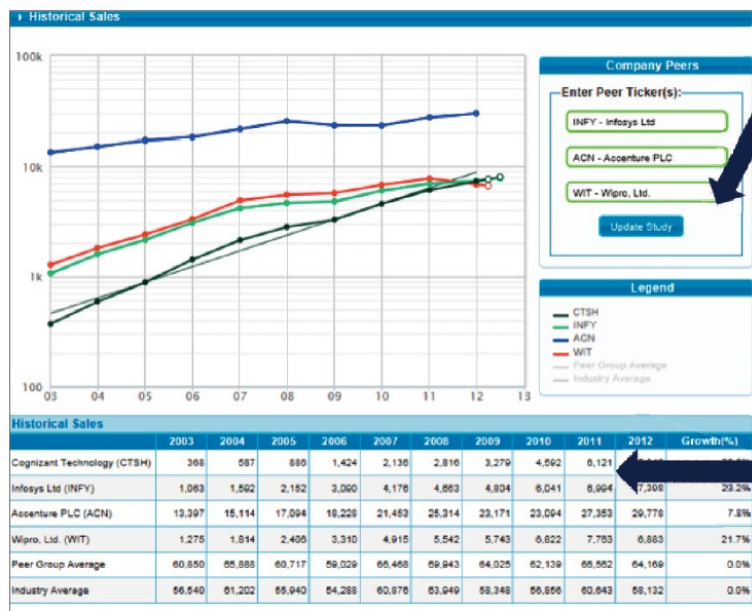 Historical Sales
100k
10k
1k
100
03 04 05 06 07 08 09 10 11 12 13
Company Peers
Enter Peer Ticker(s):
INFY - Infosys Ltd
ACN - Accenture PLC
WIT - Wipro, Ltd.
Update Study
Legend
CTSH
INFY
ACN
WIT
Peer Group Average
Industry Average
Historical Sales
2003 2004 2005 2006 2007 2008 2009 2010 2011 2012 Growth(%)
Cognizant Technology (CTSH) 368 587 886 1,424 2,136 2,816 3,279 4,592 6,121
Infosys Ltd (INFY) 1,063 1,592 2,152 3,090 4,176 4,663 4,804 6,041 6,994 7,398 23.2%
Accenture PLC (ACN) 13,397 15,114 17,094 18,228 21,453 25,314 23,171 23,094 27,353 29,778 7.8%
Wipro, Ltd. (WIT) 1,275 1,814 2,406 3,310 4,915 5,542 5,743 6,822 7,763 6,883 21.7%
Peer Group Average 60,850 65,888 60,717 59,029 66,468 69,943 64,025 62,139 66,562 64,169 0.0%
Industry Average 56,540 61,202 55,940 54,288 60,876 63,949 58,348 56,856 60,643 58,132 0.0%